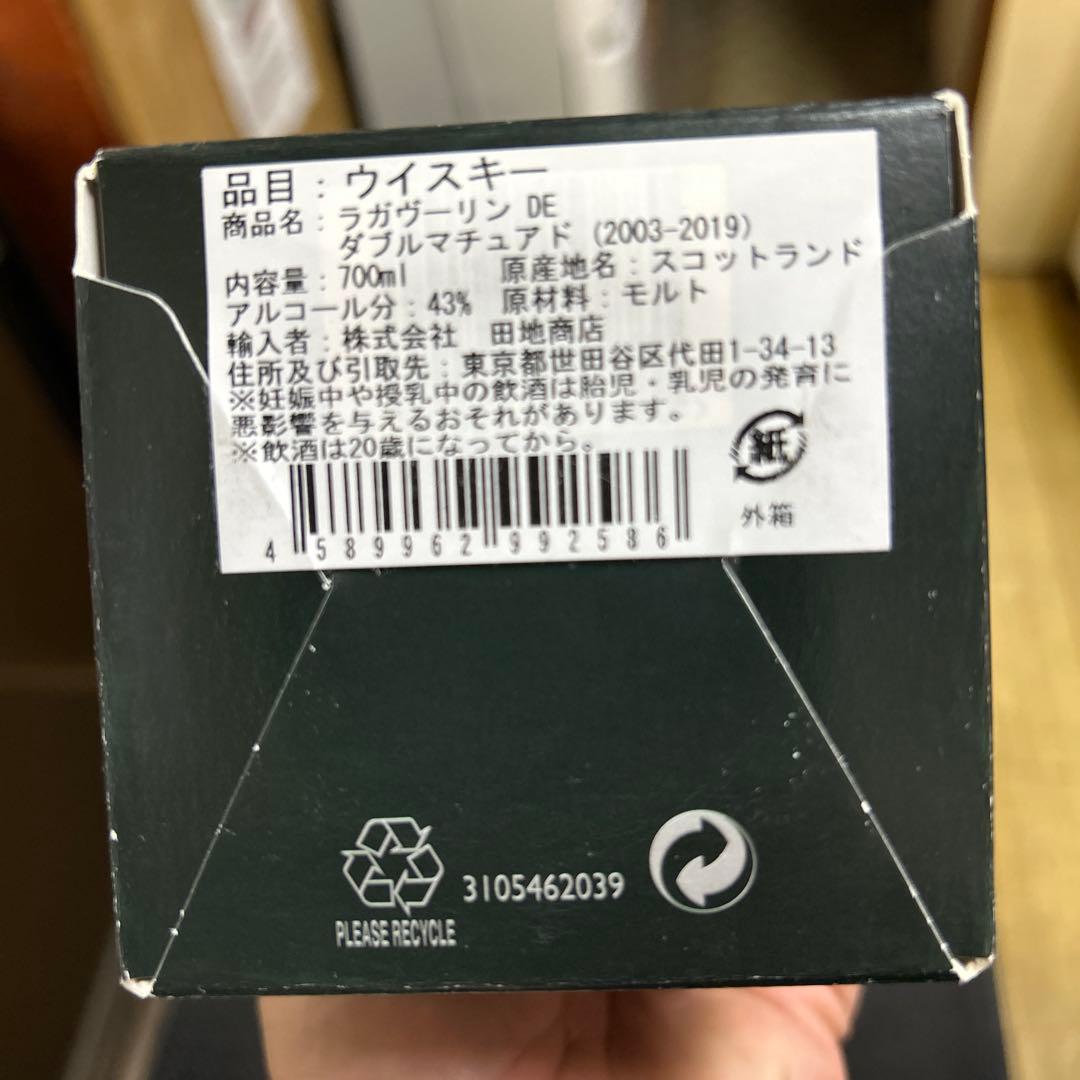 品目：ウイスキー
商品名：ラガヴーリン DE
ダブルマチュアド (2003-2019)
内容量：700ml 原産地名：スコットランド
アルコール分：43% 原材料：モルト
輸入者：株式会社 田地商店
住所及び引取先：東京都世田谷区代田1-34-13
※妊娠中や授乳中の飲酒は胎児・乳児の発育に
悪影響を与えるおそれがあります。
※飲酒は20歳になってから。
紙
外箱
4 589962 992586
3105462039
PLEASE RECYCLE